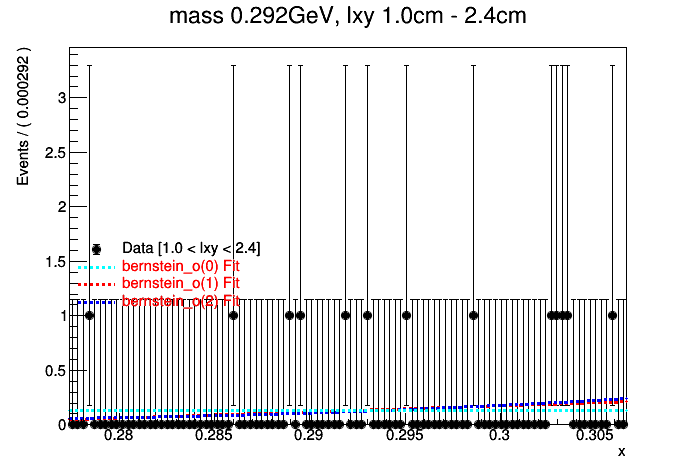 mass 0.292GeV, lxy 1.0cm - 2.4cm
Events / ( 0.000292 )
3
2.5
2
1.5
1
0.5
0
Data [1.0 < lxy < 2.4]
bernstein_o(0) Fit
bernstein_o(1) Fit
bernstein_o(2) Fit
0.28 0.285 0.29 0.295 0.3 0.305
x